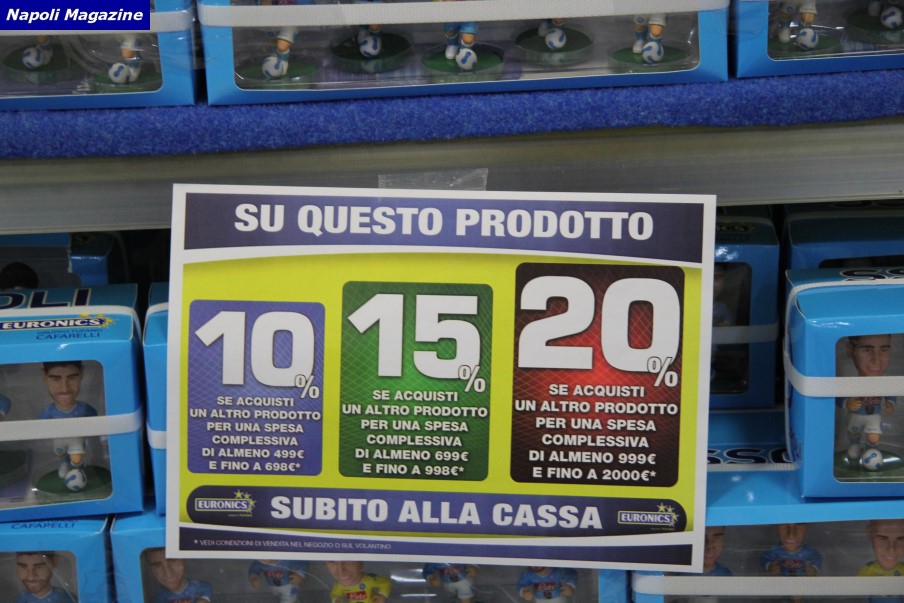 Napoli Magazine
SU QUESTO PRODOTTO
10%
SE ACQUISTI
UN ALTRO PRODOTTO
PER UNA SPESA
COMPLESSIVA
DI ALMENO 499€
E FINO A 698€*
15%
SE ACQUISTI
UN ALTRO PRODOTTO
PER UNA SPESA
COMPLESSIVA
DI ALMENO 699€
E FINO A 998€*
20%
SE ACQUISTI
UN ALTRO PRODOTTO
PER UNA SPESA
COMPLESSIVA
DI ALMENO 999€
E FINO A 2000€*
EURONICS
SUBITO ALLA CASSA
EURONICS
* VEDI CONDIZIONI DI VENDITA NEL NEGOZIO O SUL VOLANTINO
OLI
EURONICS
CAFARELLI